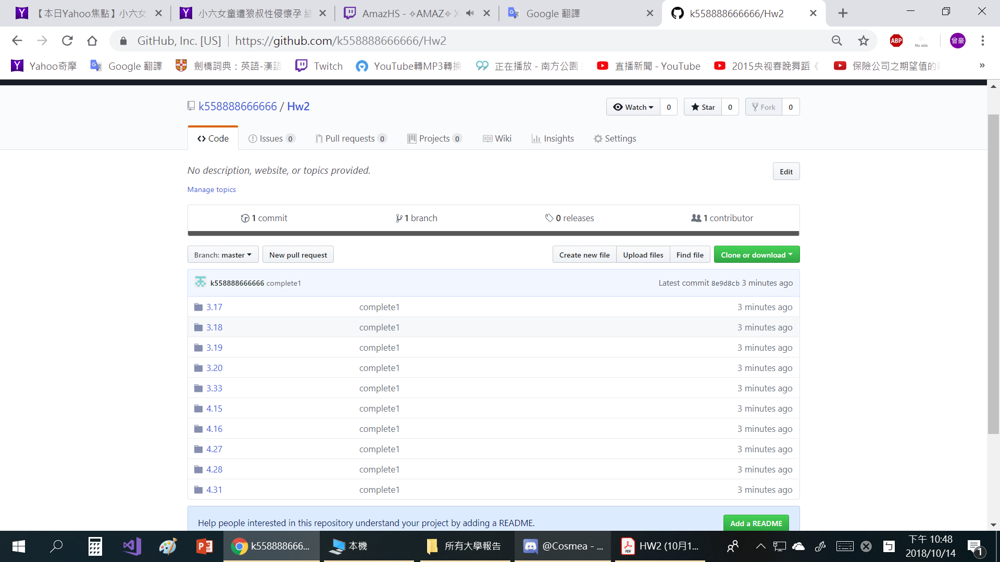 【本日Yahoo焦點】小六女
小六女童遭狼叔性侵懷孕 結
AmazHS - ✧AMAZ✧ X
Google 翻譯
k558888666666/Hw2
GitHub, Inc. [US]
https://github.com/k558888666666/Hw2
ABP
No ads
曾豪
Yahoo奇摩
Google 翻譯
劍橋詞典：英語-漢語
Twitch
YouTube轉MP3轉換
正在播放 - 南方公園
直播新聞 - YouTube
2015央视春晚舞蹈《
保險公司之期望值的
»
k558888666666 / Hw2
Watch 0
Star 0
Fork 0
Code
Issues 0
Pull requests 0
Projects 0
Wiki
Insights
Settings
No description, website, or topics provided.
Edit
Manage topics
1 commit
1 branch
0 releases
1 contributor
Branch: master
New pull request
Create new file
Upload files
Find file
Clone or download
k558888666666 complete1
Latest commit 8e9d8cb 3 minutes ago
3.17 complete1 3 minutes ago
3.18 complete1 3 minutes ago
3.19 complete1 3 minutes ago
3.20 complete1 3 minutes ago
3.33 complete1 3 minutes ago
4.15 complete1 3 minutes ago
4.16 complete1 3 minutes ago
4.27 complete1 3 minutes ago
4.28 complete1 3 minutes ago
4.31 complete1 3 minutes ago
Help people interested in this repository understand your project by adding a README.
Add a README
k558888666...
本機
所有大學報告
@Cosmea - ...
HW2 (10月1...
ㄅ
下午 10:48
2018/10/14
1